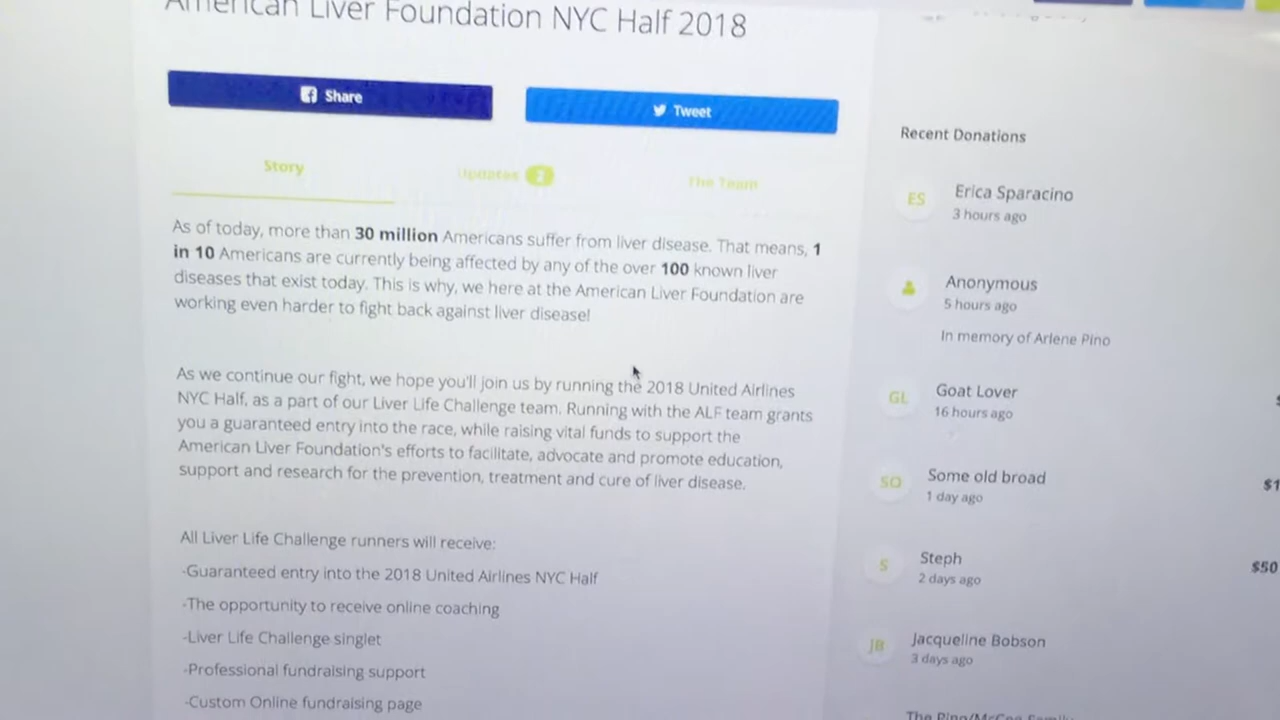 American Liver Foundation NYC Half 2018
Share
Tweet
Story
Updates 2
The Team
As of today, more than 30 million Americans suffer from liver disease. That means, 1
in 10 Americans are currently being affected by any of the over 100 known liver
diseases that exist today. This is why, we here at the American Liver Foundation are
working even harder to fight back against liver disease!
As we continue our fight, we hope you'll join us by running the 2018 United Airlines
NYC Half, as a part of our Liver Life Challenge team. Running with the ALF team grants
you a guaranteed entry into the race, while raising vital funds to support the
American Liver Foundation's efforts to facilitate, advocate and promote education,
support and research for the prevention, treatment and cure of liver disease.
All Liver Life Challenge runners will receive:
-Guaranteed entry into the 2018 United Airlines NYC Half
-The opportunity to receive online coaching
-Liver Life Challenge singlet
-Professional fundraising support
-Custom Online fundraising page
Recent Donations
ES
Erica Sparacino
3 hours ago
Anonymous
5 hours ago
In memory of Arlene Pino
GL
Goat Lover
16 hours ago
SO
Some old broad
1 day ago
$1
S
Steph
2 days ago
$50
JB
Jacqueline Bobson
3 days ago
The Pino/McCoo Family